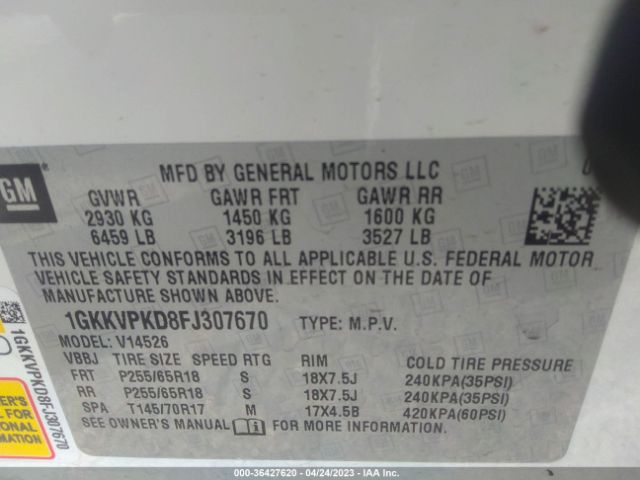 GM
MFD BY GENERAL MOTORS LLC
GVWR GAWR FRT GAWR RR
2930 KG 1450 KG 1600 KG
6459 LB 3196 LB 3527 LB
THIS VEHICLE CONFORMS TO ALL APPLICABLE U.S. FEDERAL MOTOR
VEHICLE SAFETY STANDARDS IN EFFECT ON THE DATE OF
MANUFACTURE SHOWN ABOVE.
1GKKVPKD8FJ307670 TYPE: M.P.V.
MODEL: V14526
VBBJ TIRE SIZE SPEED RTG RIM COLD TIRE PRESSURE
FRT P255/65R18 S 18X7.5J 240KPA(35PSI)
RR P255/65R18 S 18X7.5J 240KPA(35PSI)
SPA T145/70R17 M 17X4.5B 420KPA(60PSI)
SEE OWNER'S MANUAL FOR ADDITIONAL INFORMATION
1GKKVPKD8FJ307670
000-36427620 - 04/24/2023 - IAA Inc.